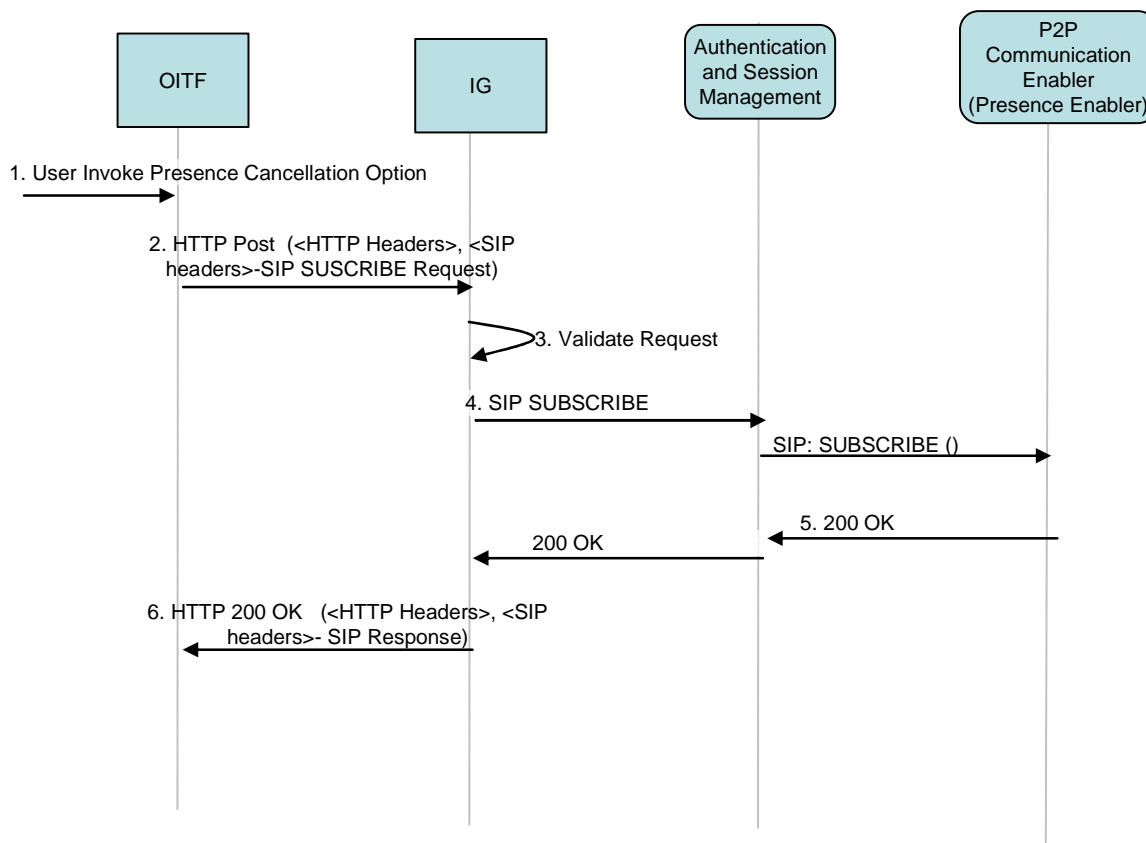 OITF
IG
Authentication
and Session
Management
P2P
Communication
Enabler
(Presence Enabler)
1. User Invoke Presence Cancellation Option
2. HTTP Post  (<HTTP Headers>, <SIP
headers>-SIP SUSCRIBE Request)
3. Validate Request
4. SIP SUBSCRIBE
SIP: SUBSCRIBE ()
5. 200 OK
200 OK
6. HTTP 200 OK   (<HTTP Headers>, <SIP
headers>- SIP Response)